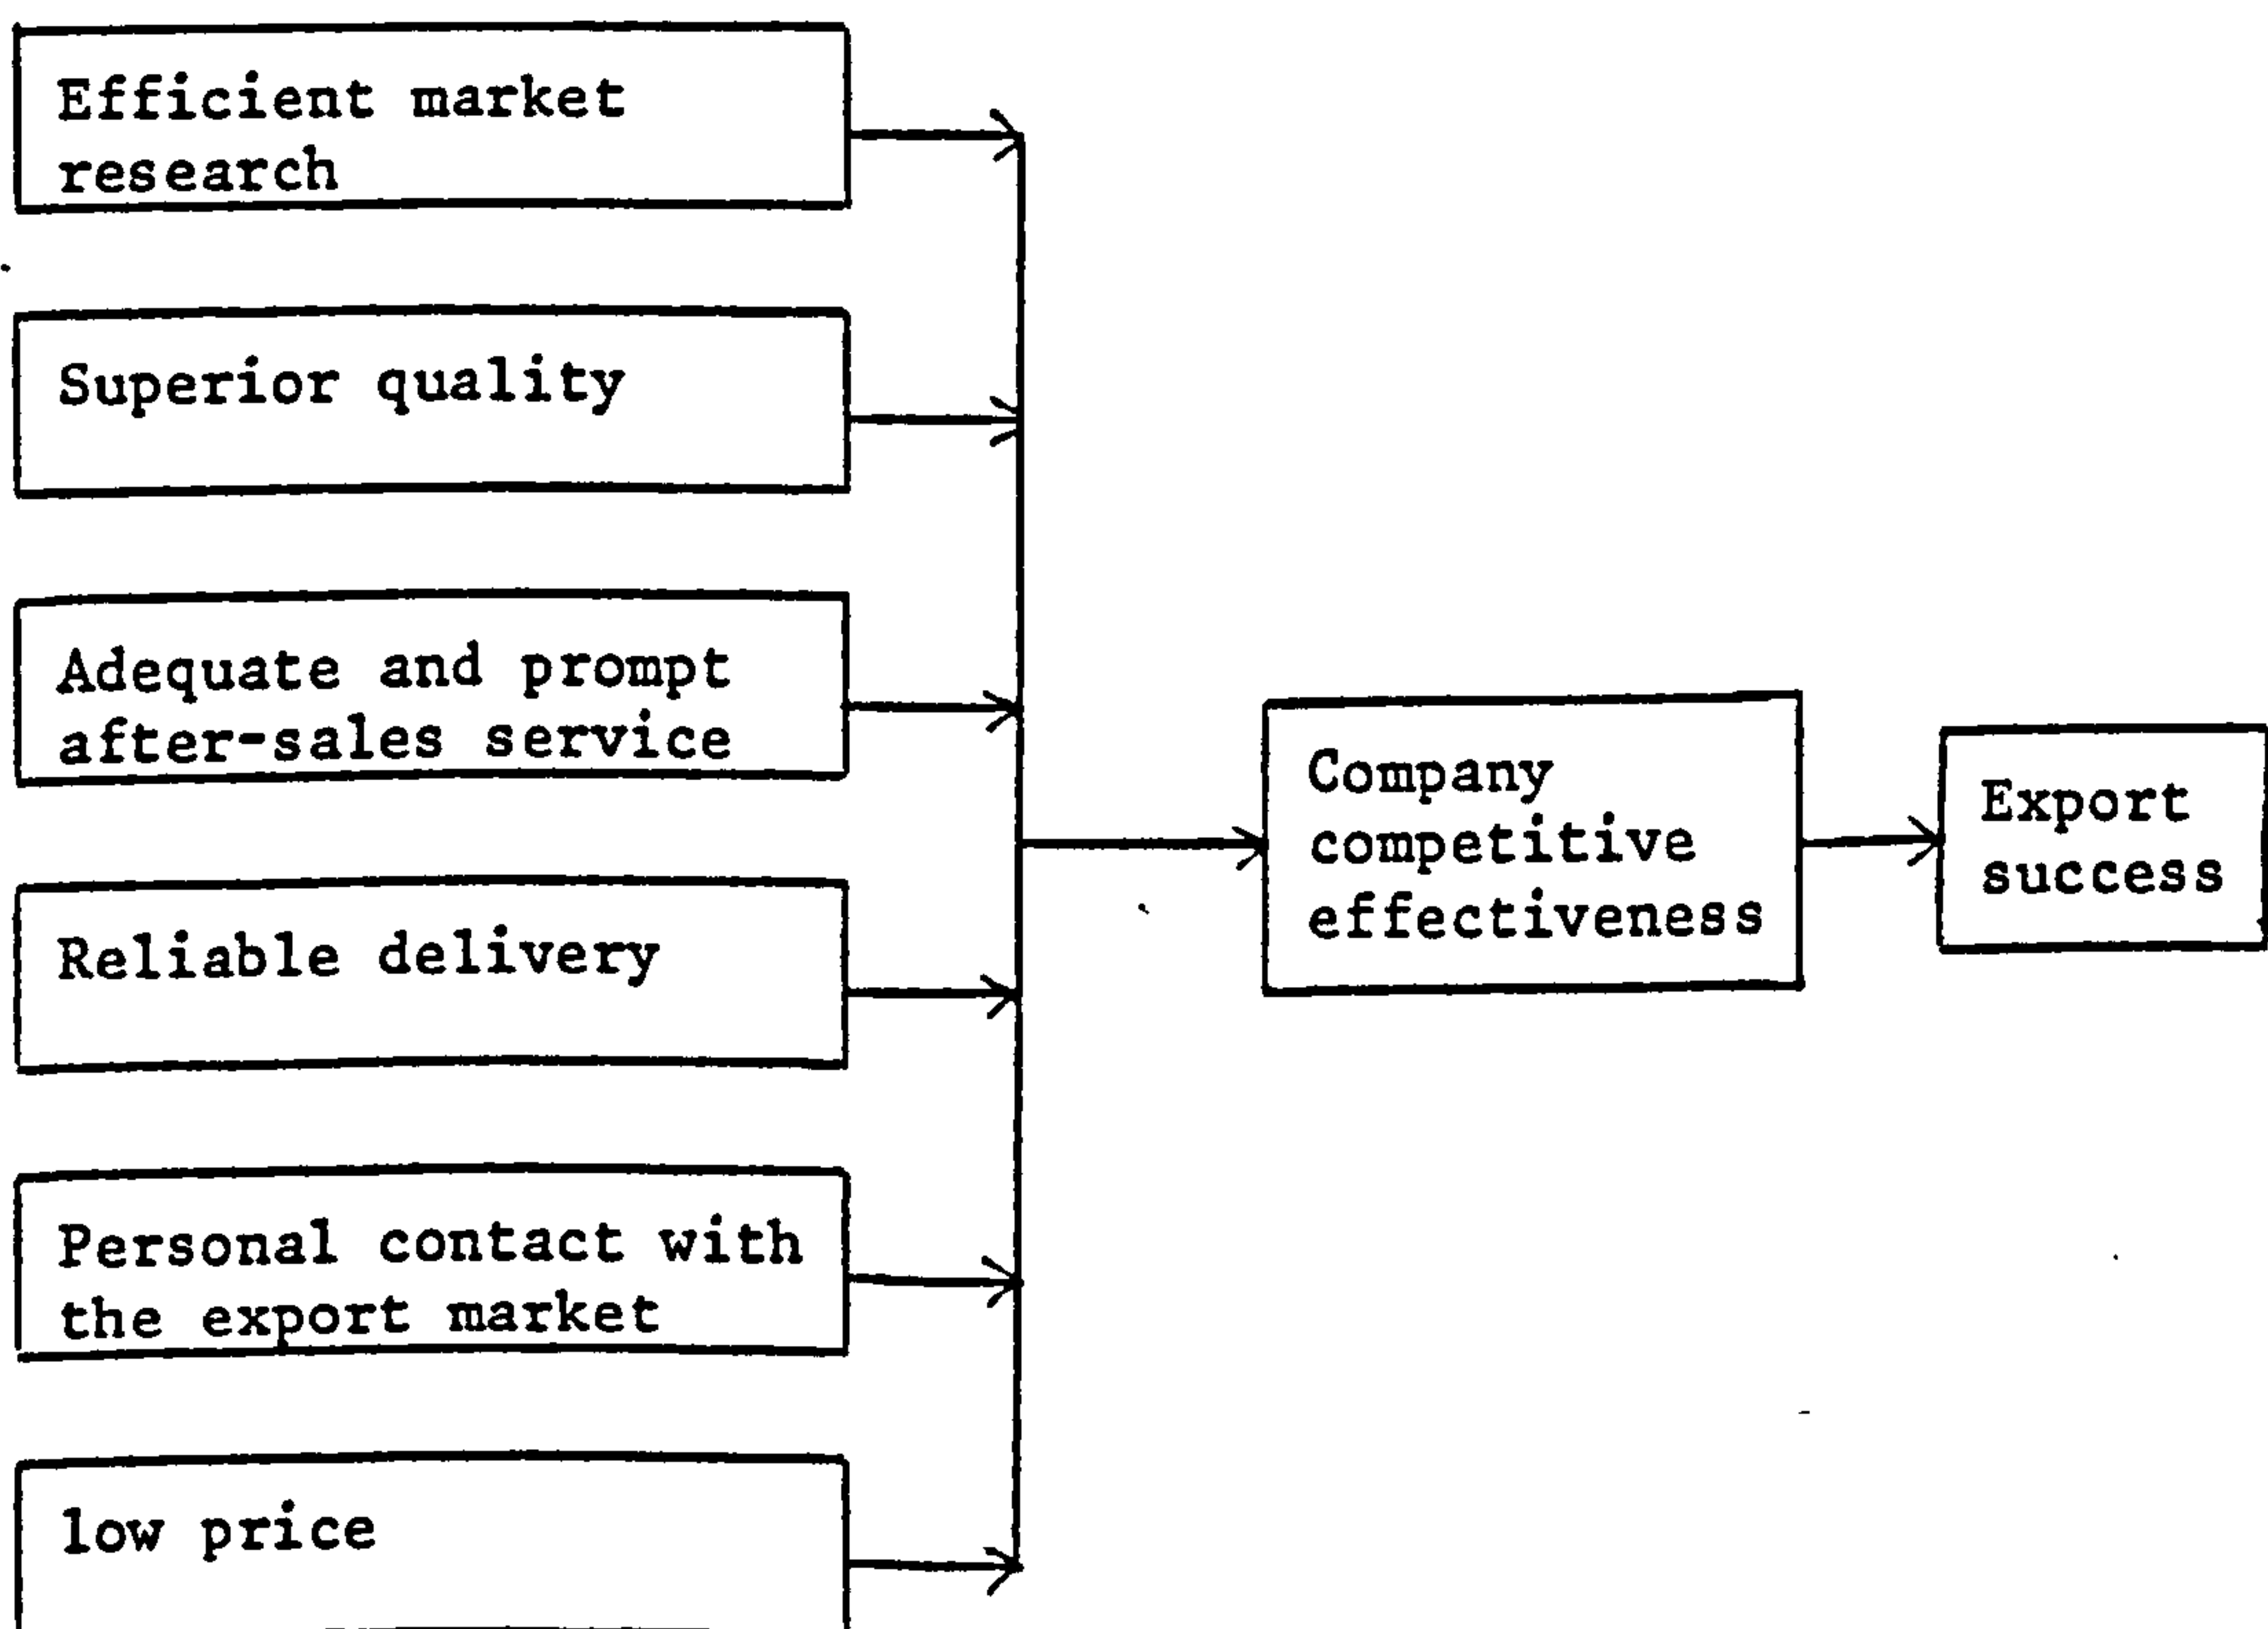 Efficient market
research
Superior quality
Adequate and prompt
after-sales service
Reliable delivery
Personal contact with
the export market
low price
Company
competitive
effectiveness
Export
success